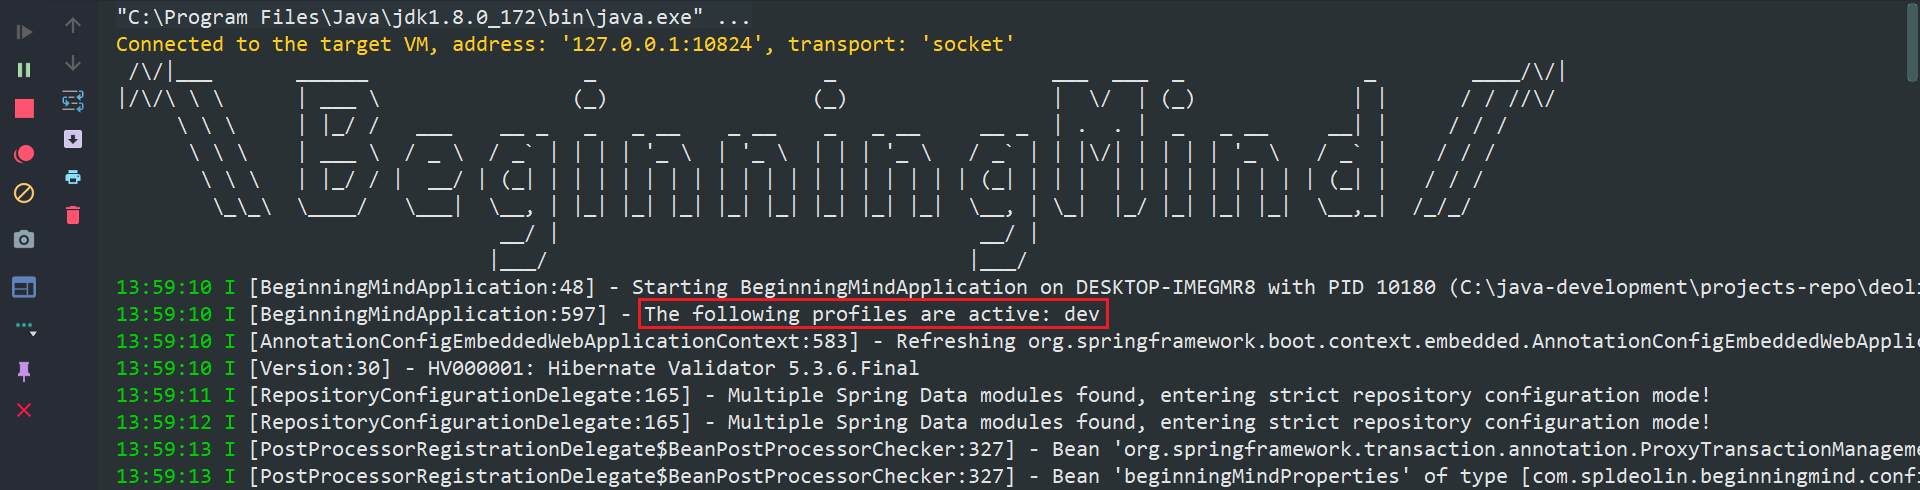 "C:\Program Files\Java\jdk1.8.0_172\bin\java.exe" ...
Connected to the target VM, address: '127.0.0.1:10824', transport: 'socket'
BeginningMind
13:59:10 I [BeginningMindApplication:48] - Starting BeginningMindApplication on DESKTOP-IMEGMR8 with PID 10180 (C:\java-development\projects-repo\deoli
13:59:10 I [BeginningMindApplication:597] - The following profiles are active: dev
13:59:10 I [AnnotationConfigEmbeddedWebApplicationContext:583] - Refreshing org.springframework.boot.context.embedded.AnnotationConfigEmbeddedWebApplic
13:59:10 I [Version:30] - HV000001: Hibernate Validator 5.3.6.Final
13:59:11 I [RepositoryConfigurationDelegate:165] - Multiple Spring Data modules found, entering strict repository configuration mode!
13:59:12 I [RepositoryConfigurationDelegate:165] - Multiple Spring Data modules found, entering strict repository configuration mode!
13:59:13 I [PostProcessorRegistrationDelegate$BeanPostProcessorChecker:327] - Bean 'org.springframework.transaction.annotation.ProxyTransactionManageme
13:59:13 I [PostProcessorRegistrationDelegate$BeanPostProcessorChecker:327] - Bean 'beginningMindProperties' of type [com.spldeolin.beginningmind.confi